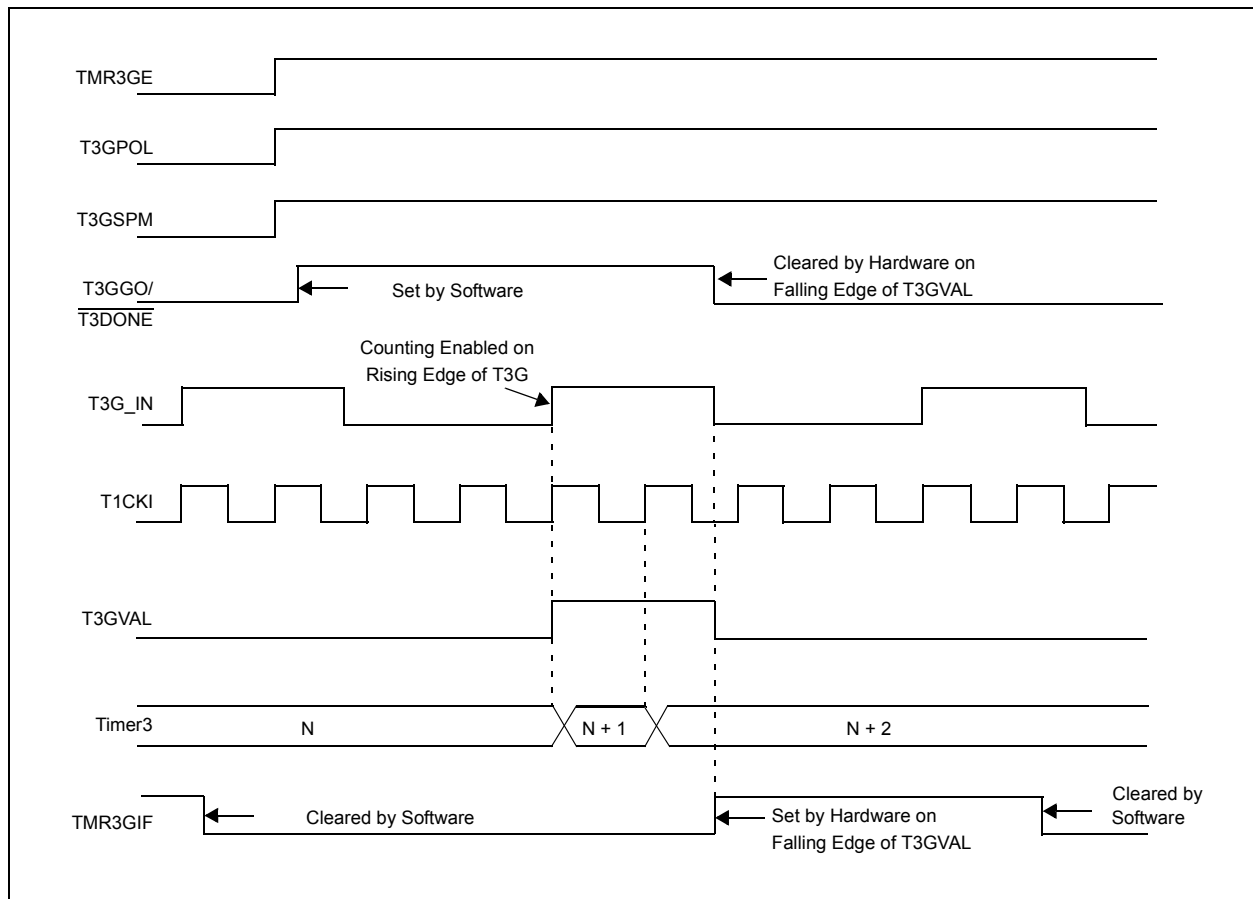 TMR3GE
T3GPOL
T3GSPM
T3GGO/
T3DONE
Set by Software
Cleared by Hardware on
Falling Edge of T3GVAL
Counting Enabled on
Rising Edge of T3G
T3G_IN
T1CKI
T3GVAL
Timer3
N
N + 1
N + 2
TMR3GIF
Cleared by Software
Set by Hardware on
Falling Edge of T3GVAL
Cleared by
Software